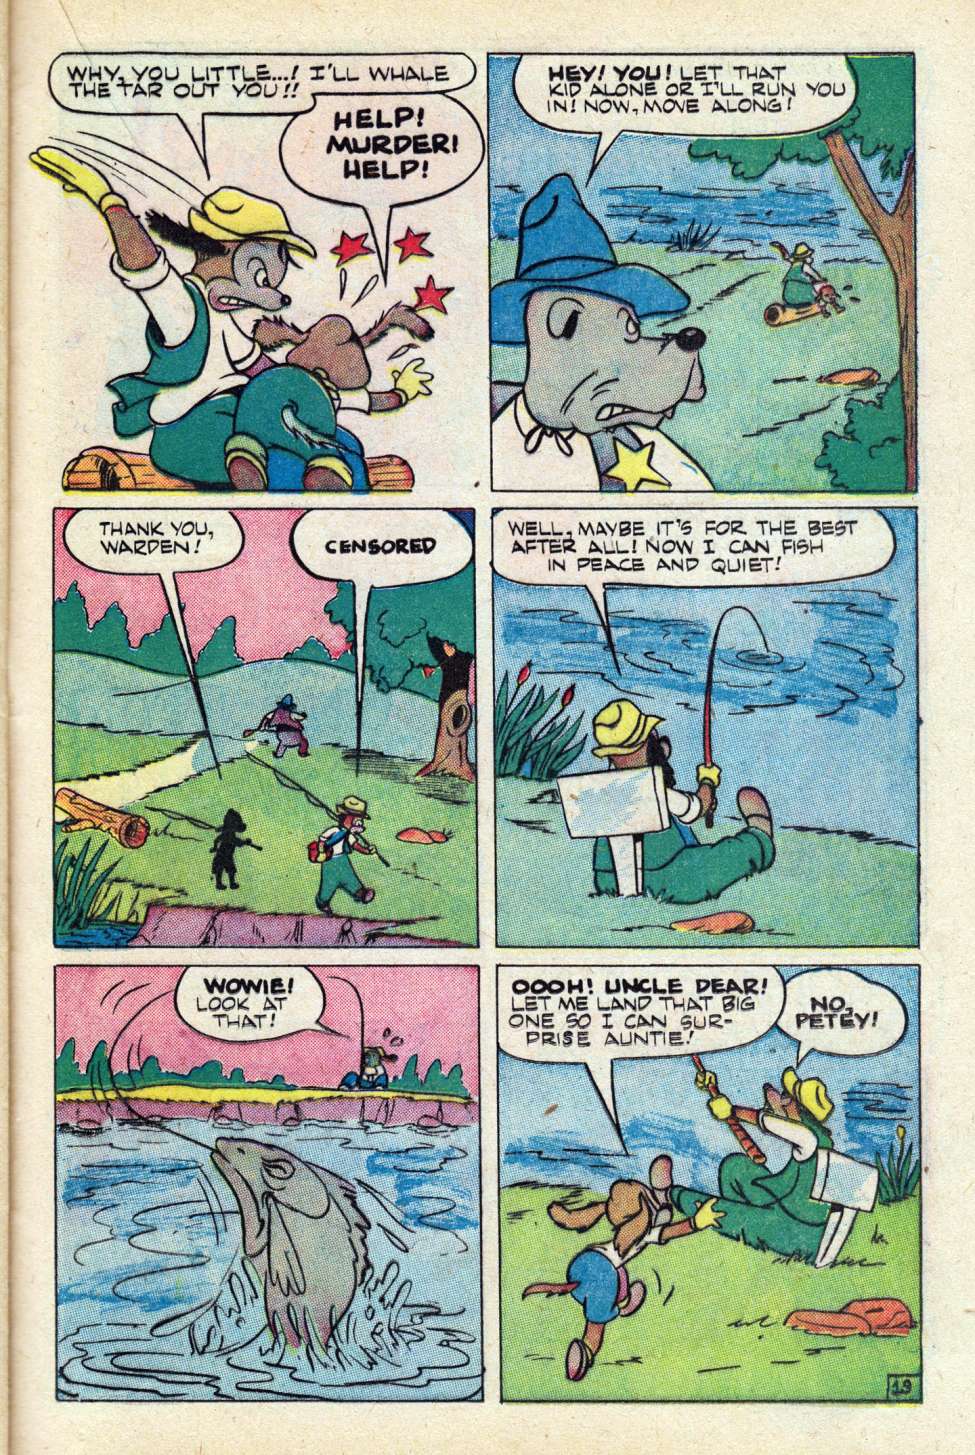 WHY, YOU LITTLE...! I'LL WHALE
THE TAR OUT YOU!!
HELP!
MURDER!
HELP!
HEY! YOU! LET THAT
KID ALONE OR I'LL RUN YOU
IN! NOW, MOVE ALONG!
THANK YOU,
WARDEN!
CENSORED
WELL, MAYBE IT'S FOR THE BEST
AFTER ALL! NOW I CAN FISH
IN PEACE AND QUIET!
WOWIE!
LOOK AT
THAT!
OOOH! UNCLE DEAR!
LET ME LAND THAT BIG
ONE SO I CAN SUR-
PRISE AUNTIE!
NO,
PETEY!
19